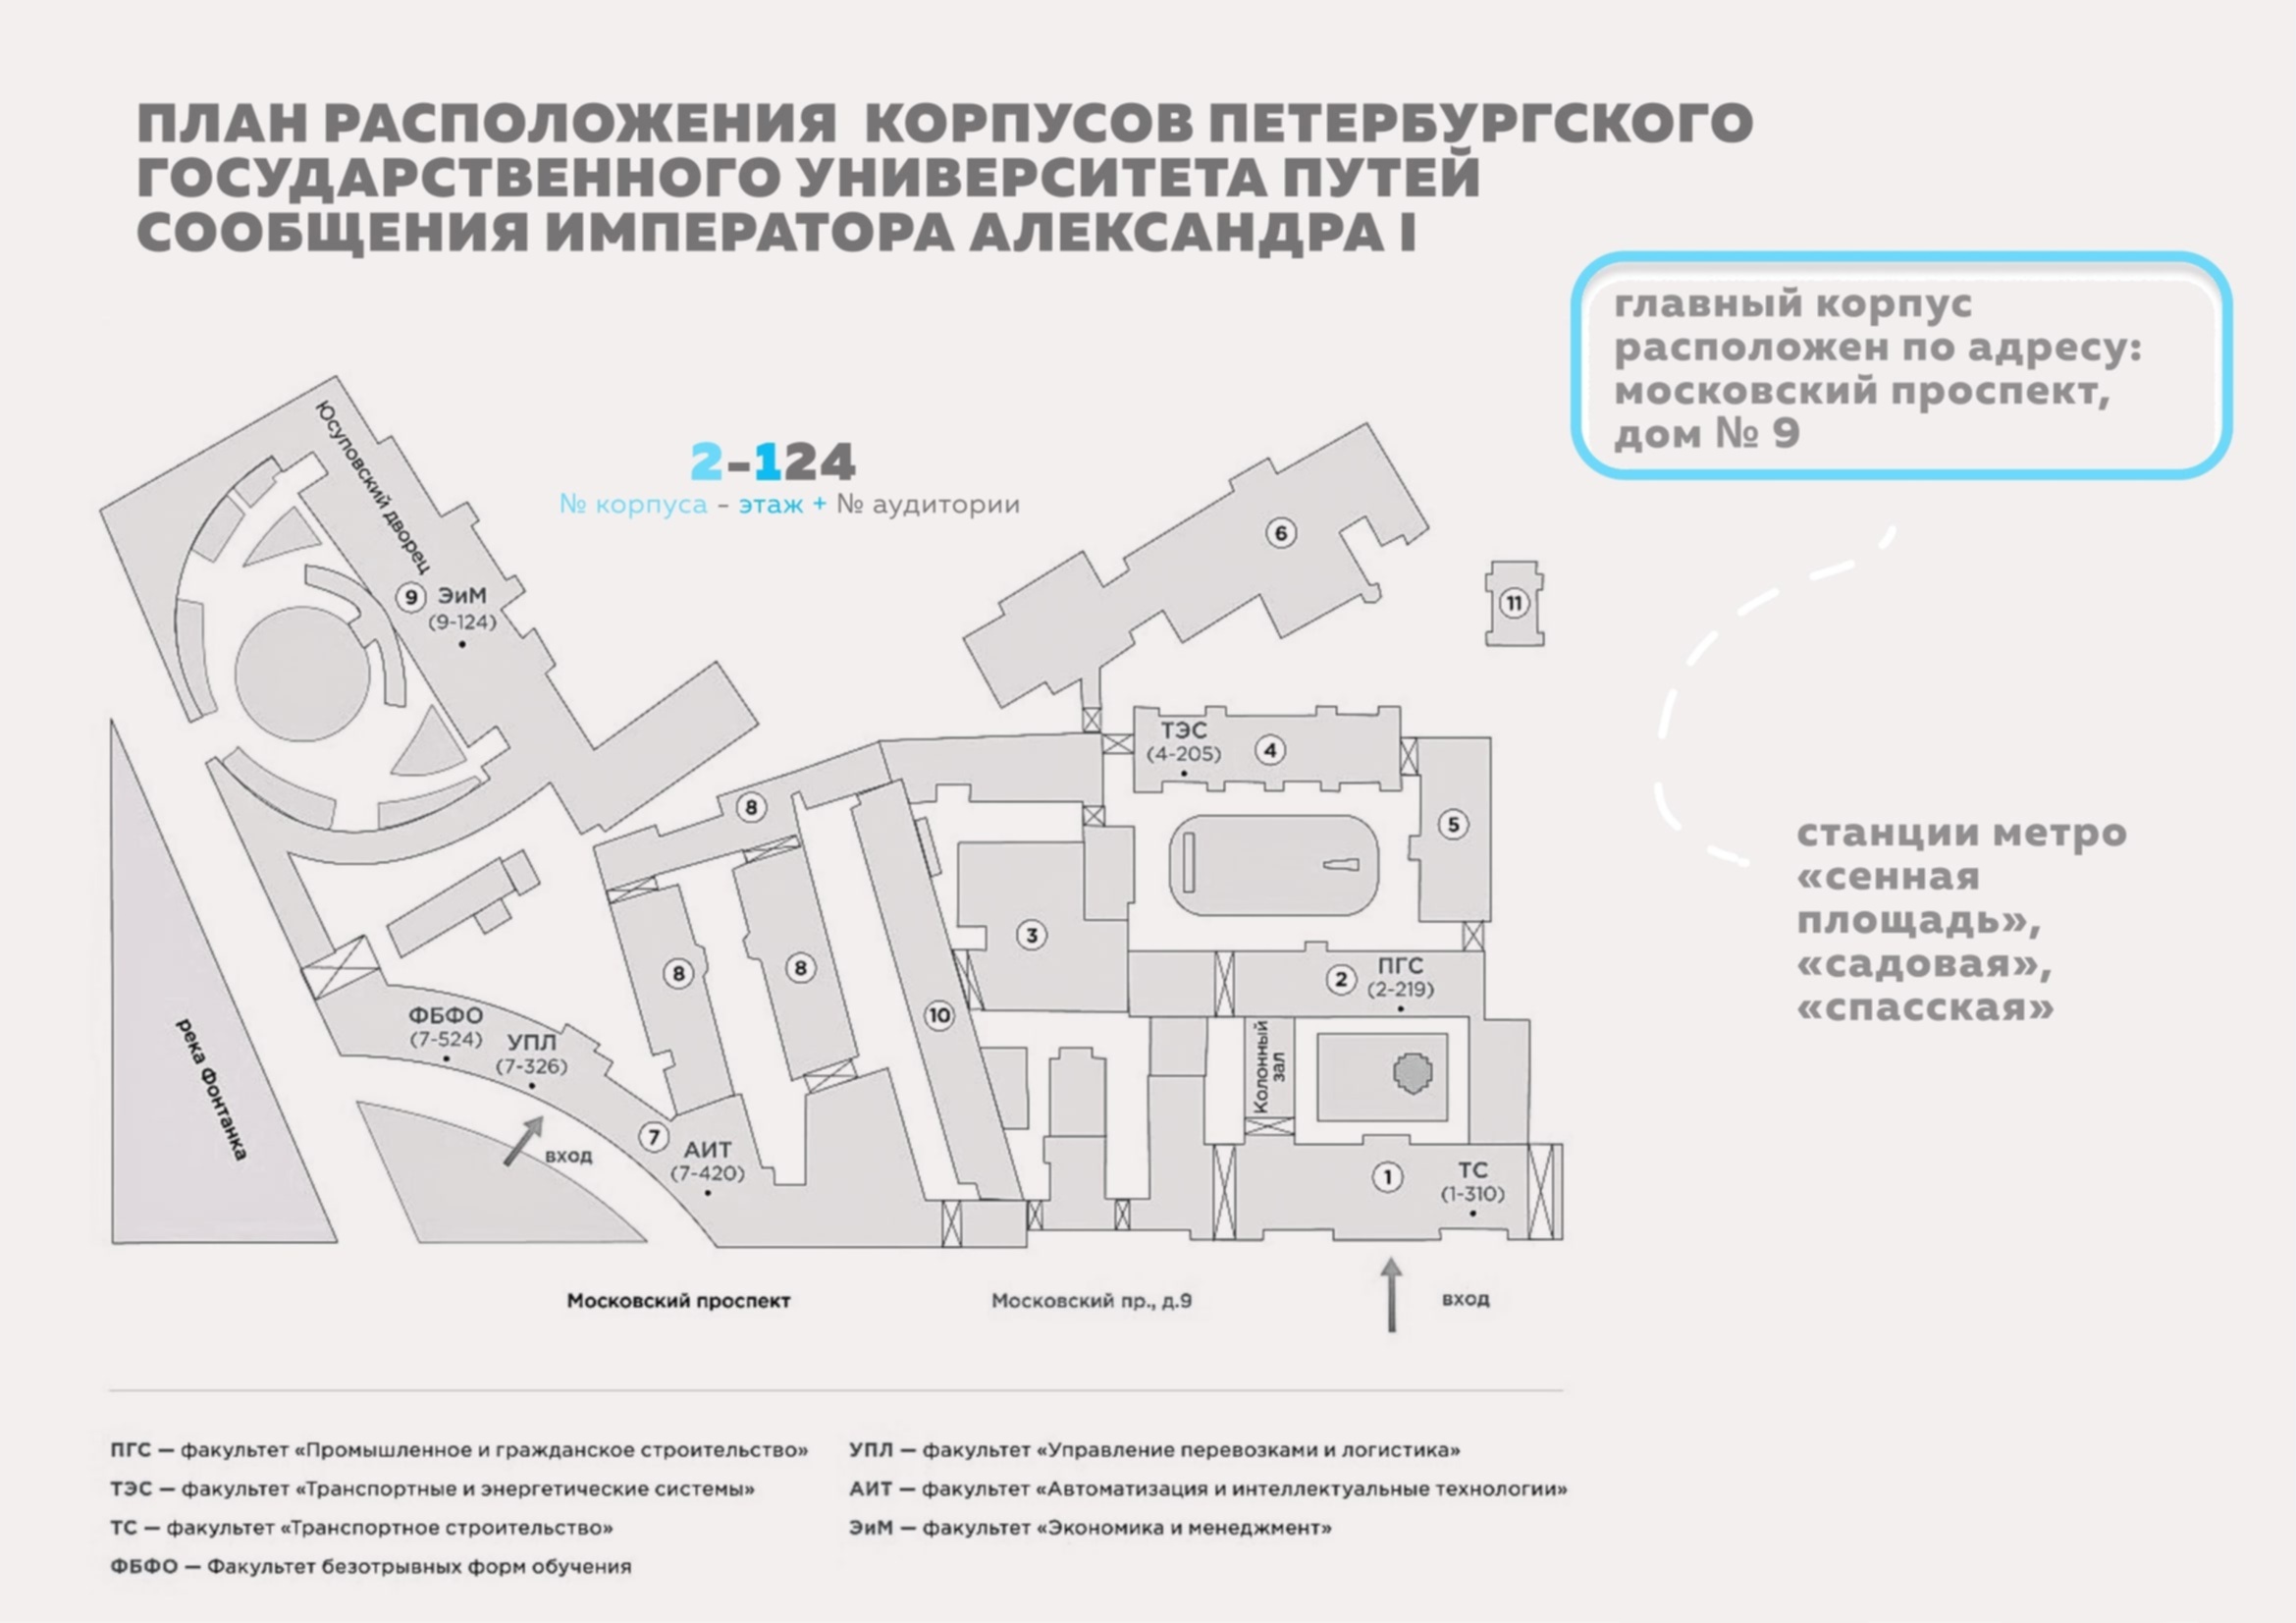 ПЛАН РАСПОЛОЖЕНИЯ КОРПУСОВ ПЕТЕРБУРГСКОГО
ГОСУДАРСТВЕННОГО УНИВЕРСИТЕТА ПУТЕЙ
СООБЩЕНИЯ ИМПЕРАТОРА АЛЕКСАНДРА I
главный корпус
расположен по адресу:
московский проспект,
дом № 9
2-124
№ корпуса - этаж + № аудитории
Юсуповский дворец
9 ЭиМ
(9-124)
6
11
ТЭС
(4-205)
4
5
8
3
8
8
10
2 ПГС
(2-219)
станции метро
«сенная
площадь»,
«садовая»,
«спасская»
река Фонтанка
ФБФО
(7-524)
УПЛ
(7-326)
вход
7
АИТ
(7-420)
Колонный
зал
1
ТС
(1-310)
Московский проспект
Московский пр., д.9
вход
ПГС — факультет «Промышленное и гражданское строительство»
ТЭС — факультет «Транспортные и энергетические системы»
ТС — факультет «Транспортное строительство»
ФБФО — Факультет безотрывных форм обучения
УПЛ — факультет «Управление перевозками и логистика»
АИТ — факультет «Автоматизация и интеллектуальные технологии»
ЭиМ — факультет «Экономика и менеджмент»